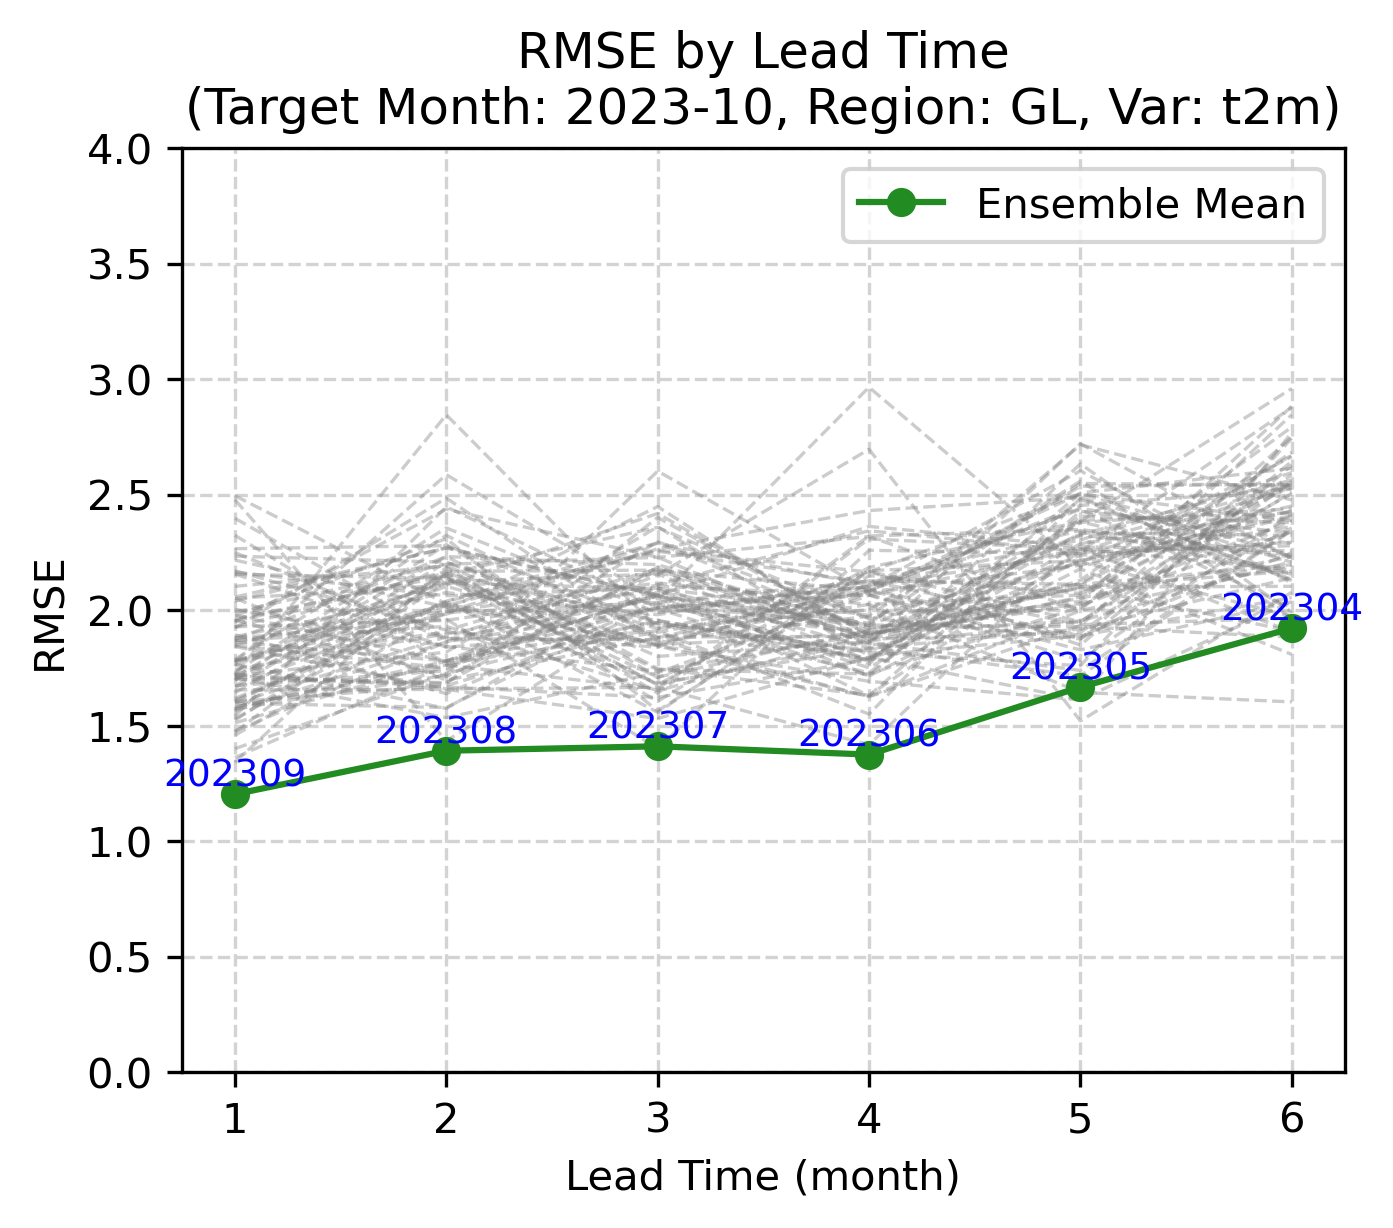 RMSE by Lead Time
(Target Month: 2023-10, Region: GL, Var: t2m)
4.0
Ensemble Mean
3.5
3.0
2.5
2.0
1.5
1.0
0.5
0.0
RMSE
202309
202308
202307
202306
202305
202304
1 2 3 4 5 6
Lead Time (month)